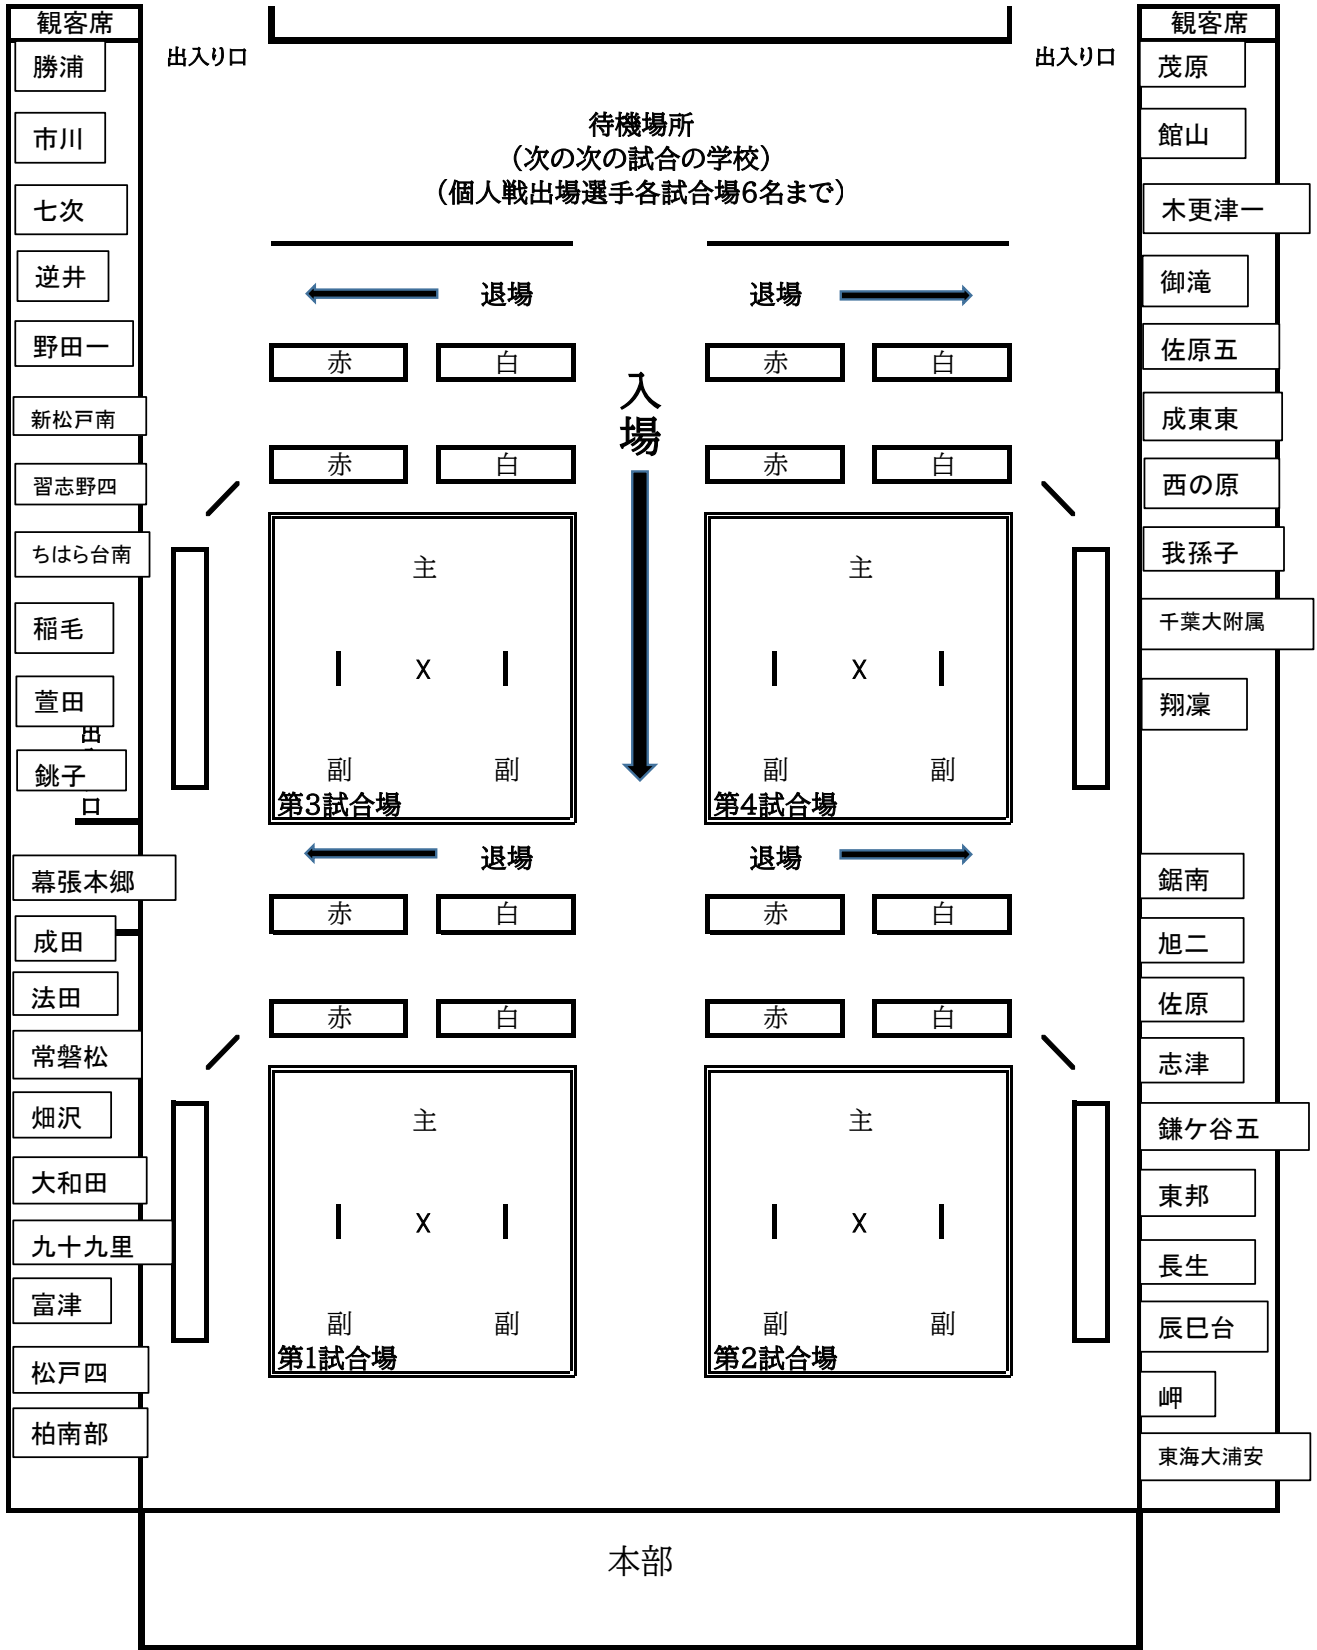 観客席
観客席
出入り口
出入り口
勝浦
市川
七次
逆井
野田一
新松戸南
習志野四
ちはら台南
稲毛
萱田
出
口
銚子
幕張本郷
成田
法田
常磐松
畑沢
大和田
九十九里
富津
松戸四
柏南部
待機場所
（次の次の試合の学校）
（個人戦出場選手各試合場6名まで）
退場
退場
赤
白
赤
白
入場
赤
白
赤
白
主
主
x
x
副
副
副
副
第3試合場
第4試合場
退場
退場
赤
白
赤
白
赤
白
赤
白
主
主
x
x
副
副
副
副
第1試合場
第2試合場
茂原
館山
木更津一
御滝
佐原五
成東東
西の原
我孫子
千葉大附属
翔凜
鋸南
旭二
佐原
志津
鎌ケ谷五
東邦
長生
辰巳台
岬
東海大浦安
本部